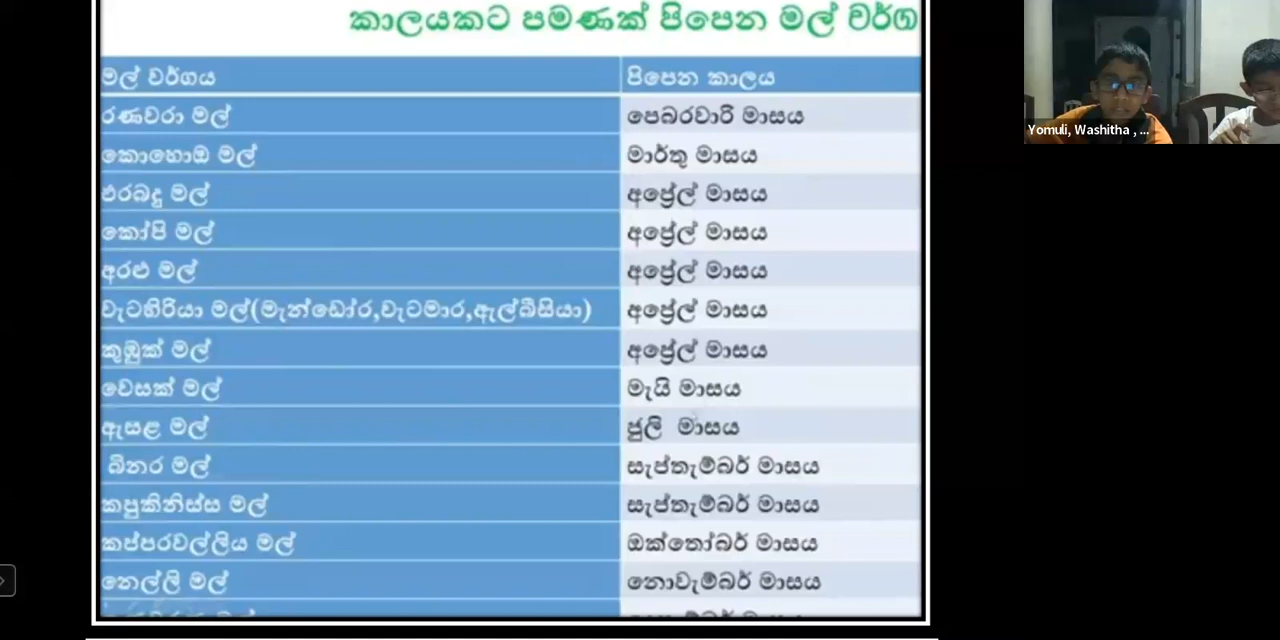 කාලයකට පමණක් පිපෙන මල් වර්ග
මල් වර්ගය පිපෙන කාලය
රණවරා මල් පෙබරවාරි මාසය
කොහොඹ මල් මාර්තු මාසය
එරබදු මල් අප්‍රේල් මාසය
කෝපි මල් අප්‍රේල් මාසය
අරළු මල් අප්‍රේල් මාසය
වැටහිරියා මල්(මැන්ඩෝර,වැටමාර,ඇල්බීසියා) අප්‍රේල් මාසය
කුඹුක් මල් අප්‍රේල් මාසය
වෙසක් මල් මැයි මාසය
ඇසළ මල් ජුලි මාසය
බිනර මල් සැප්තැම්බර් මාසය
කපුකිනිස්ස මල් සැප්තැම්බර් මාසය
කප්පරවල්ලිය මල් ඔක්තෝබර් මාසය
නෙල්ලි මල් නොවැම්බර් මාසය
Yomuli, Washitha , ...